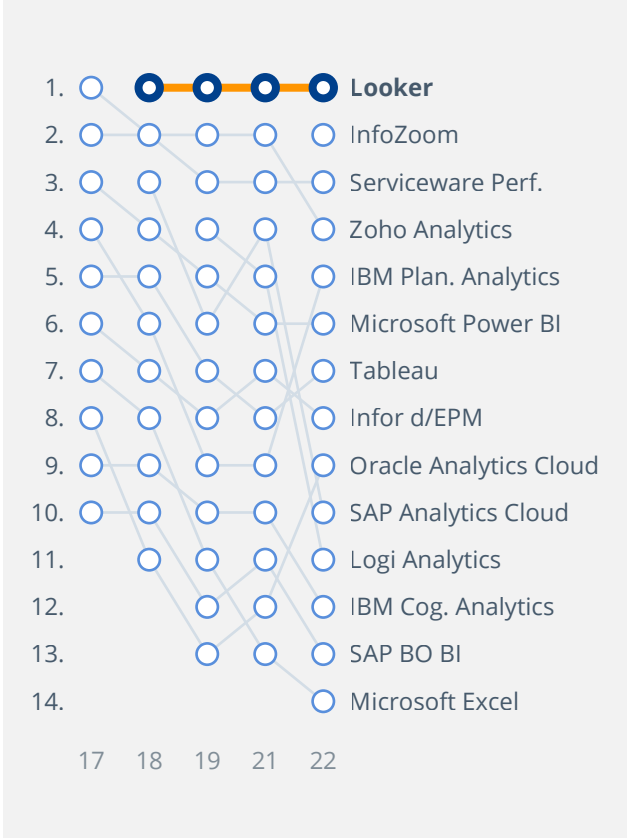 1. Looker
2. InfoZoom
3. Serviceware Perf.
4. Zoho Analytics
5. IBM Plan. Analytics
6. Microsoft Power BI
7. Tableau
8. Infor d/EPM
9. Oracle Analytics Cloud
10. SAP Analytics Cloud
11. Logi Analytics
12. IBM Cog. Analytics
13. SAP BO BI
14. Microsoft Excel
17 18 19 21 22